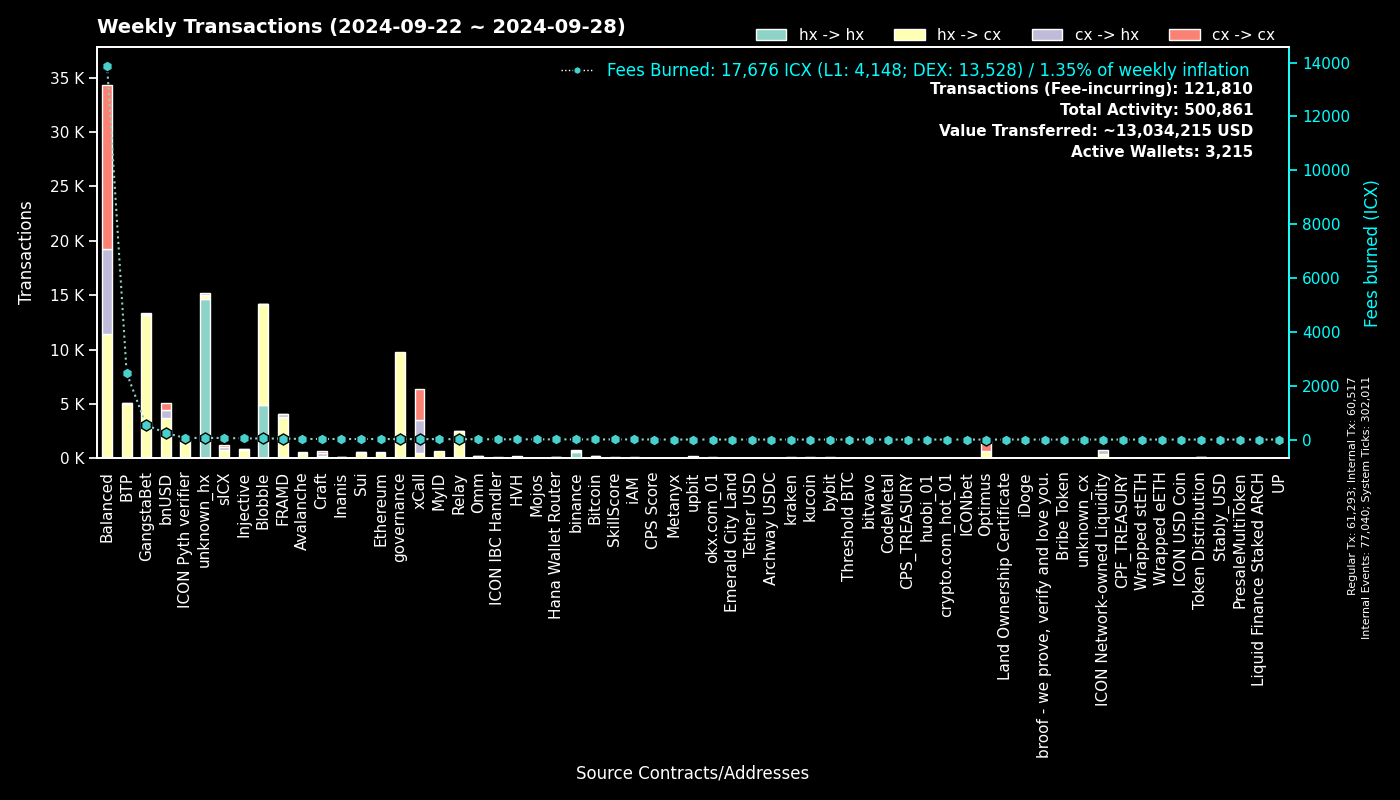 Weekly Transactions (2024-09-22 ~ 2024-09-28)
hx -> hx
hx -> cx
cx -> hx
cx -> cx
Fees Burned: 17,676 ICX (L1: 4,148; DEX: 13,528) / 1.35% of weekly inflation
Transactions (Fee-incurring): 121,810
Total Activity: 500,861
Value Transferred: ~13,034,215 USD
Active Wallets: 3,215
Transactions
35 K
30 K
25 K
20 K
15 K
10 K
5 K
0 K
14000
12000
10000
8000
6000
4000
2000
0
Fees burned (ICX)
Regular Tx: 61,293; Internal Tx: 60,517
Internal Events: 77,040; System Ticks: 302,011
Balanced
BTP
GangstaBet
bnUSD
ICON Pyth verifier
unknown_hx
sICX
Injective
Blobble
FRAMD
Avalanche
Craft
Inanis
Sui
Ethereum
governance
xCall
MyID
Relay
Omm
ICON IBC Handler
HVH
Mojos
Hana Wallet Router
binance
Bitcoin
SkillScore
iAM
CPS Score
Metanyx
upbit
okx.com_01
Emerald City Land
Tether USD
Archway USDC
kraken
kucoin
bybit
Threshold BTC
bitvavo
CodeMetal
CPS_TREASURY
huobi_01
crypto.com_hot_01
ICONbet
Optimus
Land Ownership Certificate
iDoge
broof - we prove, verify and love you.
Bribe Token
unknown_cx
ICON Network-owned Liquidity
CPF_TREASURY
Wrapped stETH
Wrapped eETH
ICON USD Coin
Token Distribution
Stably_USD
PresaleMultiToken
Liquid Finance Staked ARCH
UP
Source Contracts/Addresses